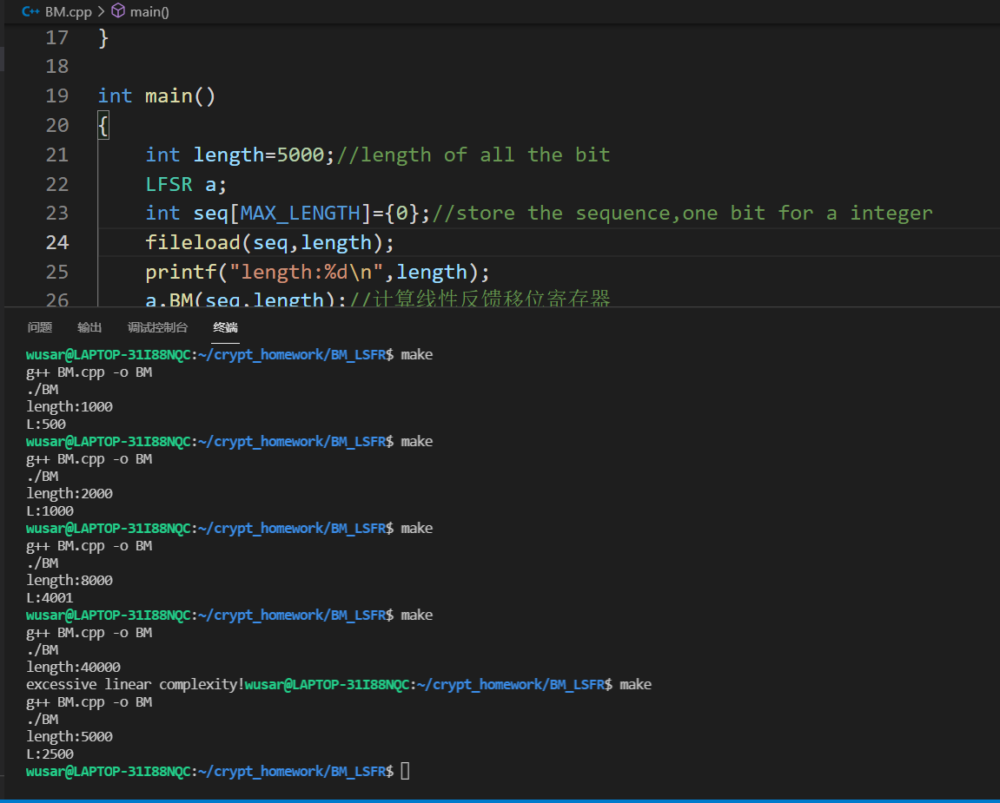 BM.cpp > main()
17 }
18
19 int main()
20 {
21 int length=5000;//length of all the bit
22 LFSR a;
23 int seq[MAX_LENGTH]={0};//store the sequence,one bit for a integer
24 fileload(seq,length);
25 printf("length:%d\n",length);
26 a.BM(seq,length);//计算线性反馈移位寄存器
问题 输出 调试控制台 终端
wusar@LAPTOP-31I88NQC:~/crypt_homework/BM_LSFR$ make
g++ BM.cpp -o BM
./BM
length:1000
L:500
wusar@LAPTOP-31I88NQC:~/crypt_homework/BM_LSFR$ make
g++ BM.cpp -o BM
./BM
length:2000
L:1000
wusar@LAPTOP-31I88NQC:~/crypt_homework/BM_LSFR$ make
g++ BM.cpp -o BM
./BM
length:8000
L:4001
wusar@LAPTOP-31I88NQC:~/crypt_homework/BM_LSFR$ make
g++ BM.cpp -o BM
./BM
length:40000
excessive linear complexity!wusar@LAPTOP-31I88NQC:~/crypt_homework/BM_LSFR$ make
g++ BM.cpp -o BM
./BM
length:5000
L:2500
wusar@LAPTOP-31I88NQC:~/crypt_homework/BM_LSFR$